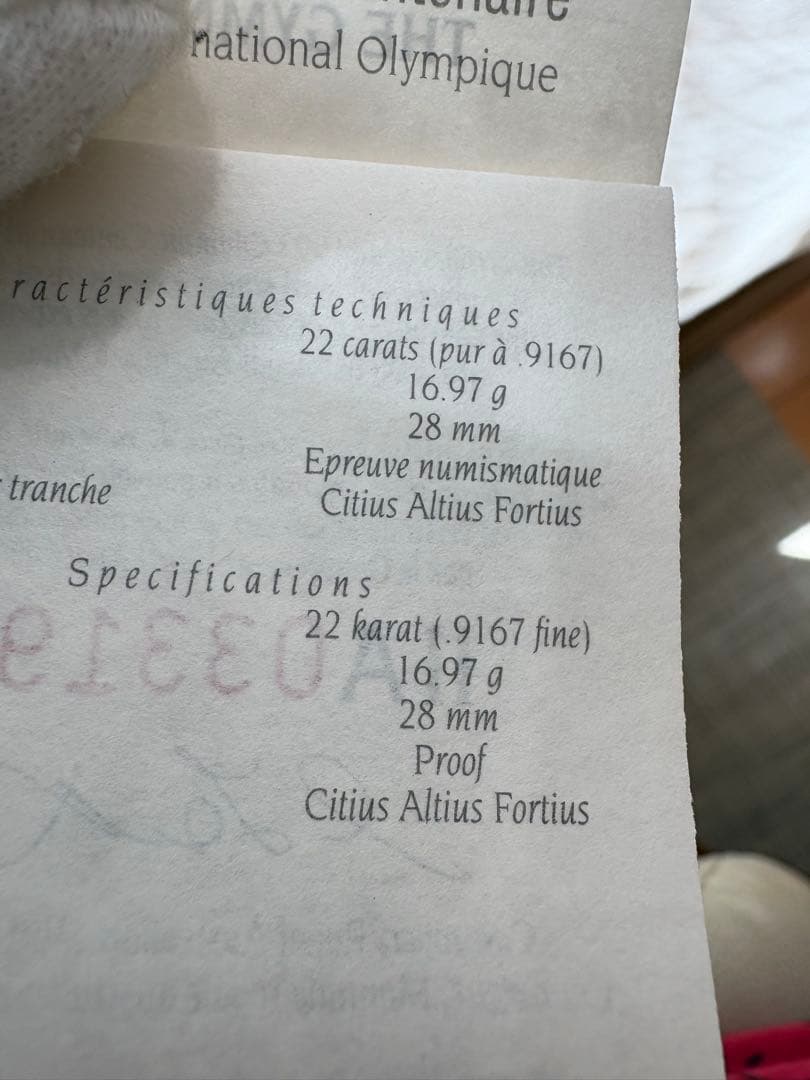 national Olympique
ractéristiques techniques
22 carats (pur à .9167)
16.97 g
28 mm
Epreuve numismatique
tranche
Citius Altius Fortius
Specifications
22 karat (.9167 fine)
16.97 g
28 mm
Proof
Citius Altius Fortius